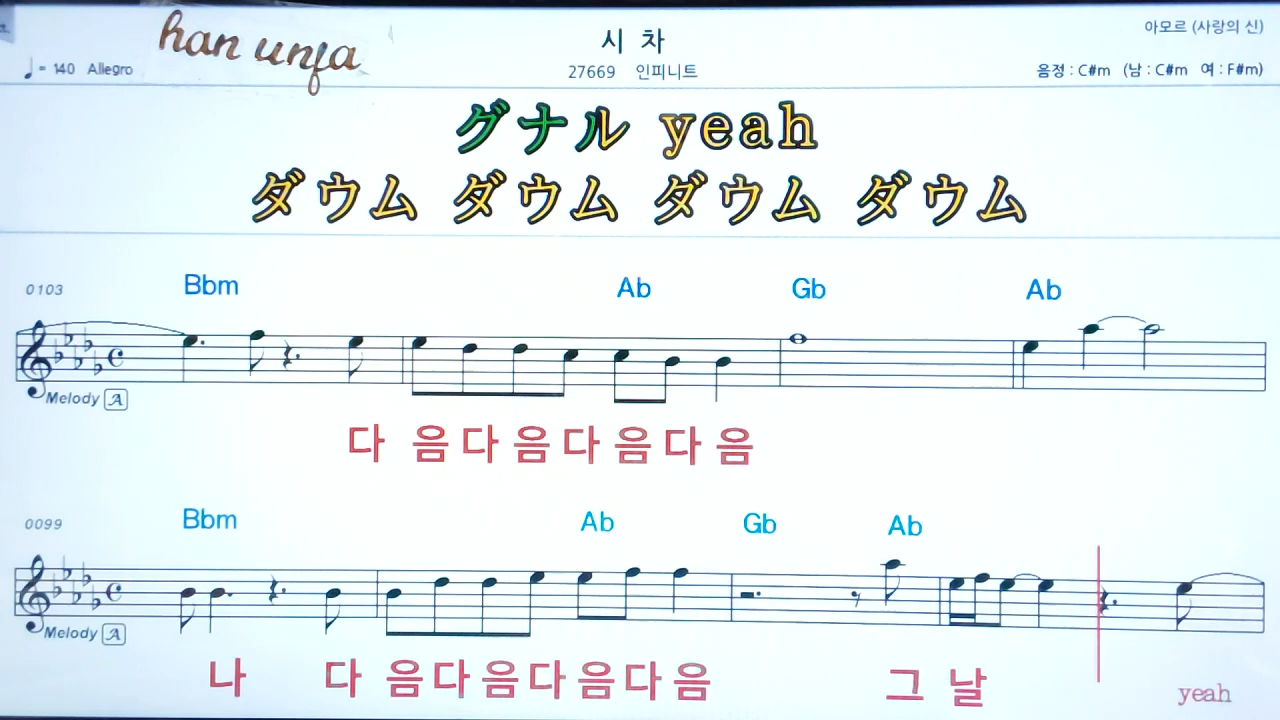 han unja
시 차
아모르 (사랑의 신)
♩= 140 Allegro
27669 인피니트
음정 : C#m (남 : C#m 여 : F#m)
グナル yeah
ダウム ダウム ダウム ダウム
0103 Bbm Ab Gb Ab
Melody A
다 음다음다음다음
0099 Bbm Ab Gb Ab
Melody A
나 다 음다음다음다음 그 날 yeah